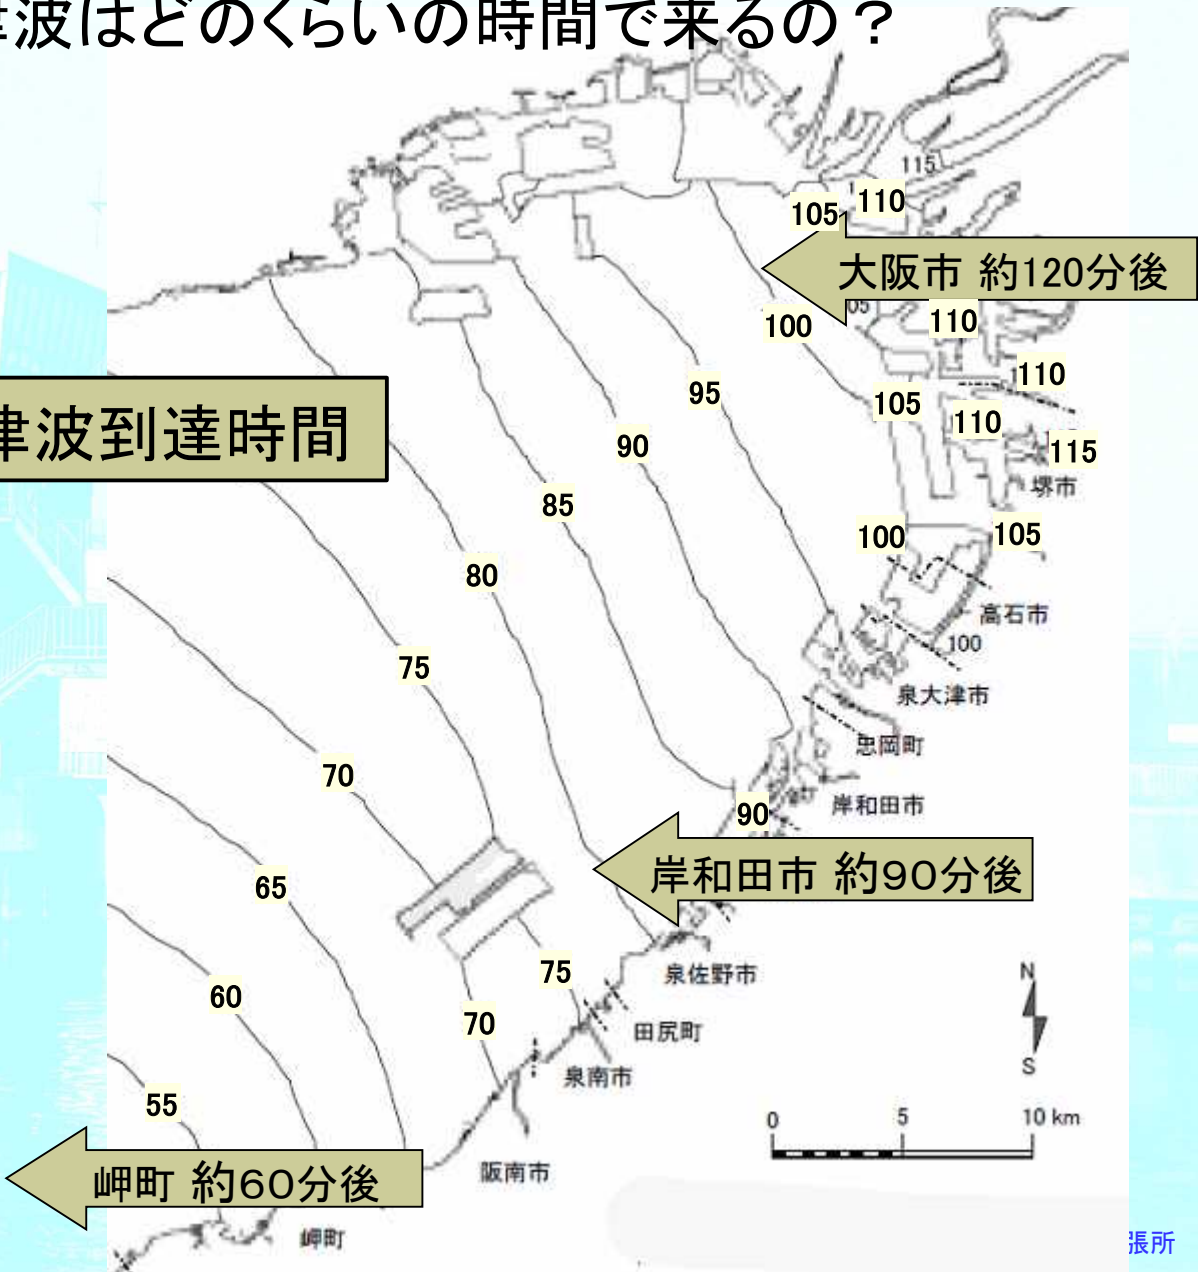 津波はどのくらいの時間で来るの？
115
105
110
大阪市 約120分後
05
110
100
110
95
105
110
90
115
堺市
85
100
105
80
高石市
100
75
泉大津市
忠岡町
70
岸和田市
90
岸和田市 約90分後
65
75
泉佐野市
60
70
田尻町
泉南市
N
S
55
0 5 10 km
岬町 約60分後
阪南市
岬町
津波到達時間
張所